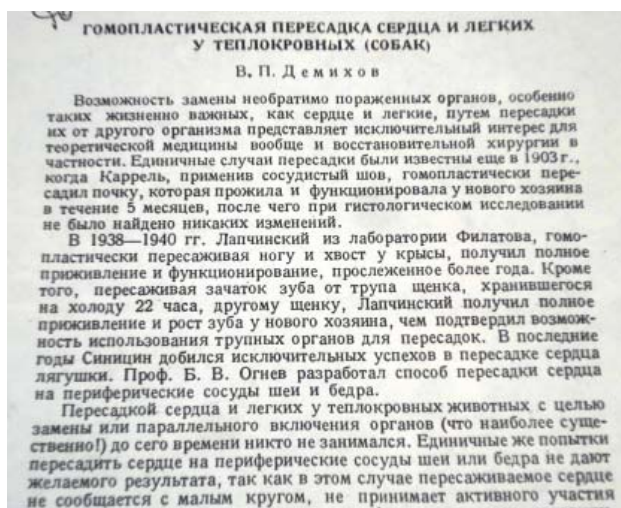 ГОМОПЛАСТИЧЕСКАЯ ПЕРЕСАДКА СЕРДЦА И ЛЕГКИХ
У ТЕПЛОКРОВНЫХ (СОБАК)
В. П. Демихов
Возможность замены необратимо пораженных органов, особенно
таких жизненно важных, как сердце и легкие, путем пересадки
их от другого организма представляет исключительный интерес для
теоретической медицины вообще и восстановительной хирургии в
частности. Единичные случаи пересадки были известны еще в 1903 г.,
когда Каррель, применив сосудистый шов, гомопластически пере-
садил почку, которая прожила и функционировала у нового хозяина
в течение 5 месяцев, после чего при гистологическом исследовании
не было найдено никаких изменений.
В 1938—1940 гг. Лапчинский из лаборатории Филатова, гомо-
пластически пересаживая ногу и хвост у крысы, получил полное
приживление и функционирование, прослеженное более года. Кроме
того, пересаживая зачаток зуба от трупа щенка, хранившегося
на холоду 22 часа, другому щенку, Лапчинский получил полное
приживление и рост зуба у нового хозяина, чем подтвердил возмож-
ность использования трупных органов для пересадок. В последние
годы Синицин добился исключительных успехов в пересадке сердца
лягушки. Проф. Б. В. Огнев разработал способ пересадки сердца
на периферические сосуды шеи и бедра.
Пересадкой сердца и легких у теплокровных животных с целью
замены или параллельного включения органов (что наиболее суще-
ственно!) до сего времени никто не занимался. Единичные же попытки
пересадить сердце на периферические сосуды шеи или бедра не дают
желаемого результата, так как в этом случае пересаживаемое сердце
не сообщается с малым кругом, не принимает активного участия